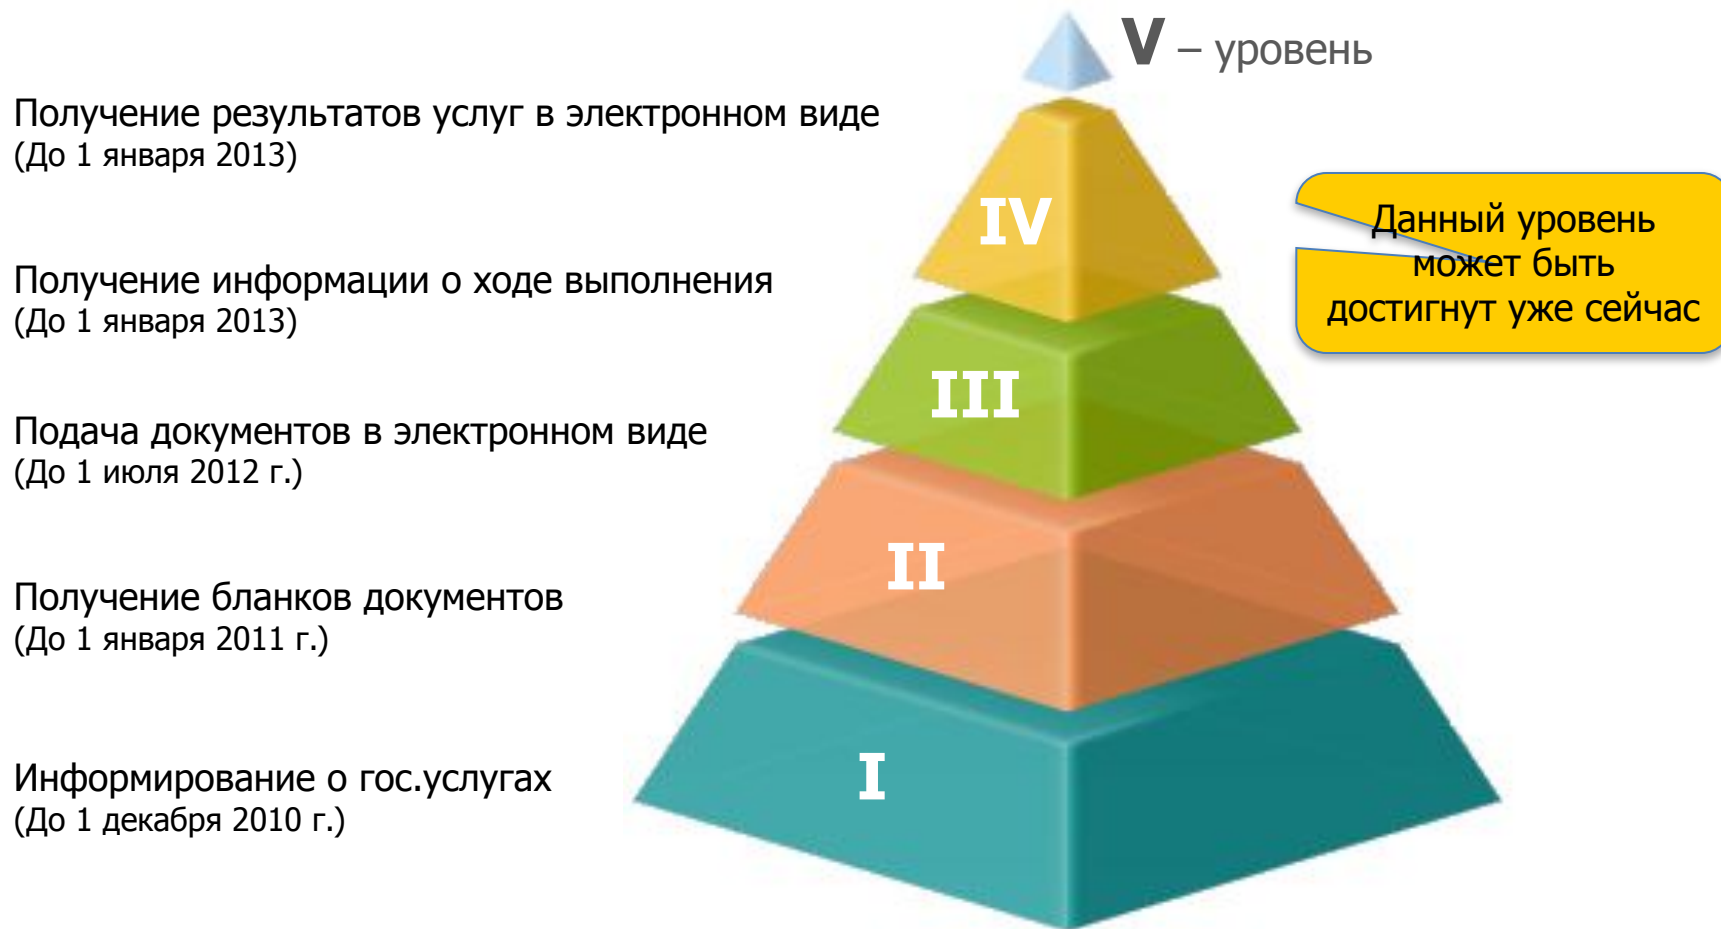 V – уровень
Получение результатов услуг в электронном виде
(До 1 января 2013)
IV
Данный уровень
может быть
достигнут уже сейчас
Получение информации о ходе выполнения
(До 1 января 2013)
III
Подача документов в электронном виде
(До 1 июля 2012 г.)
II
Получение бланков документов
(До 1 января 2011 г.)
I
Информирование о гос.услугах
(До 1 декабря 2010 г.)